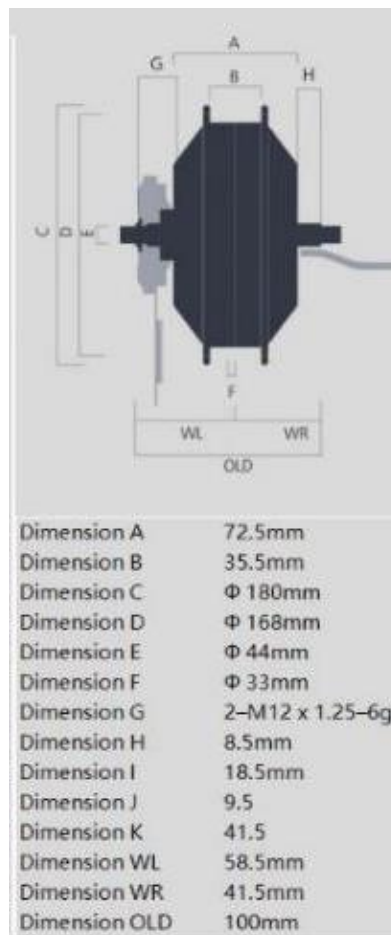 A
G
B
H
C
D
E
F
WL WR
OLD
Dimension A 72.5mm
Dimension B 35.5mm
Dimension C Φ 180mm
Dimension D Φ 168mm
Dimension E Φ 44mm
Dimension F Φ 33mm
Dimension G 2–M12 x 1.25–6g
Dimension H 8.5mm
Dimension I 18.5mm
Dimension J 9.5
Dimension K 41.5
Dimension WL 58.5mm
Dimension WR 41.5mm
Dimension OLD 100mm